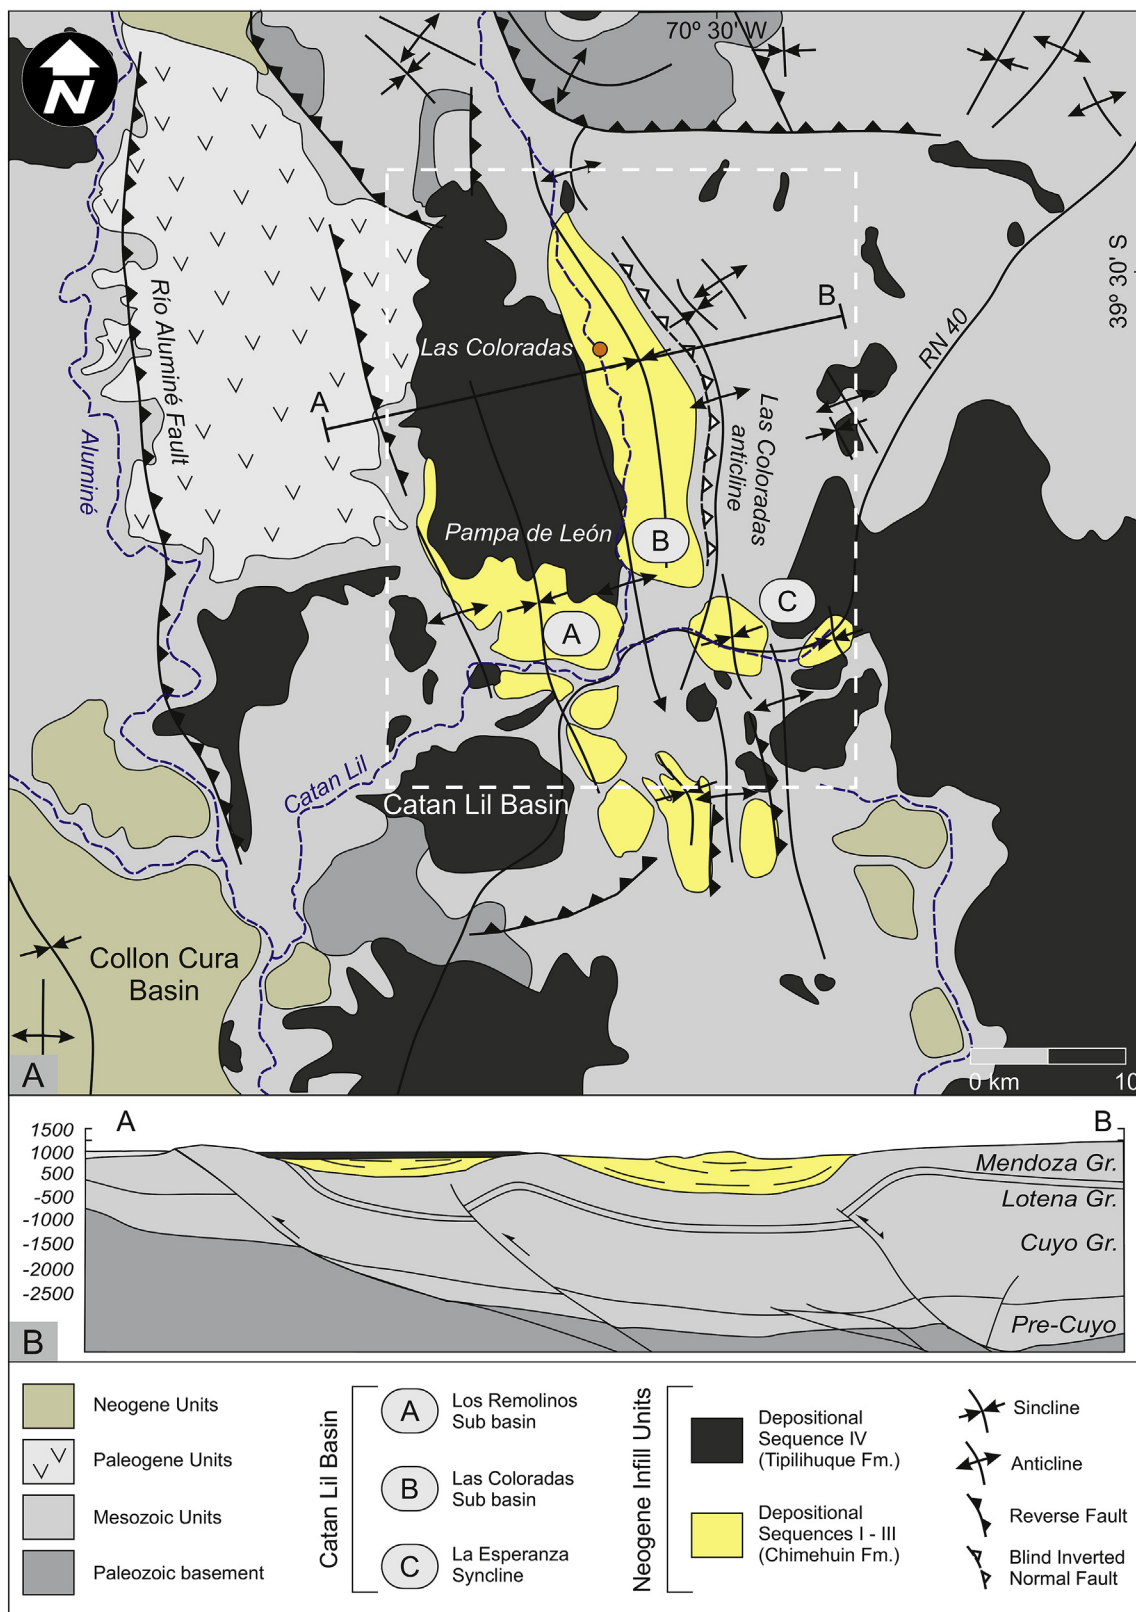 N
70º 30' W
39º 30' S
B
RN 40
Río Aluminé Fault
Las Coloradas
A
Aluminé
Las Coloradas
anticline
Pampa de León
B
C
A
Catan Lil
Catan Lil Basin
Collon Cura
Basin
A
0 km
10
A
B
1500
1000
500
-500
-1000
-1500
-2000
-2500
Mendoza Gr.
Lotena Gr.
Cuyo Gr.
Pre-Cuyo
B
Neogene Units
Paleogene Units
Mesozoic Units
Paleozoic basement
Catan Lil Basin
A
Los Remolinos
Sub basin
B
Las Coloradas
Sub basin
C
La Esperanza
Syncline
Neogene Infill Units
Depositional
Sequence IV
(Tipilihuque Fm.)
Depositional
Sequences I - III
(Chimehuin Fm.)
Sincline
Anticline
Reverse Fault
Blind Inverted
Normal Fault